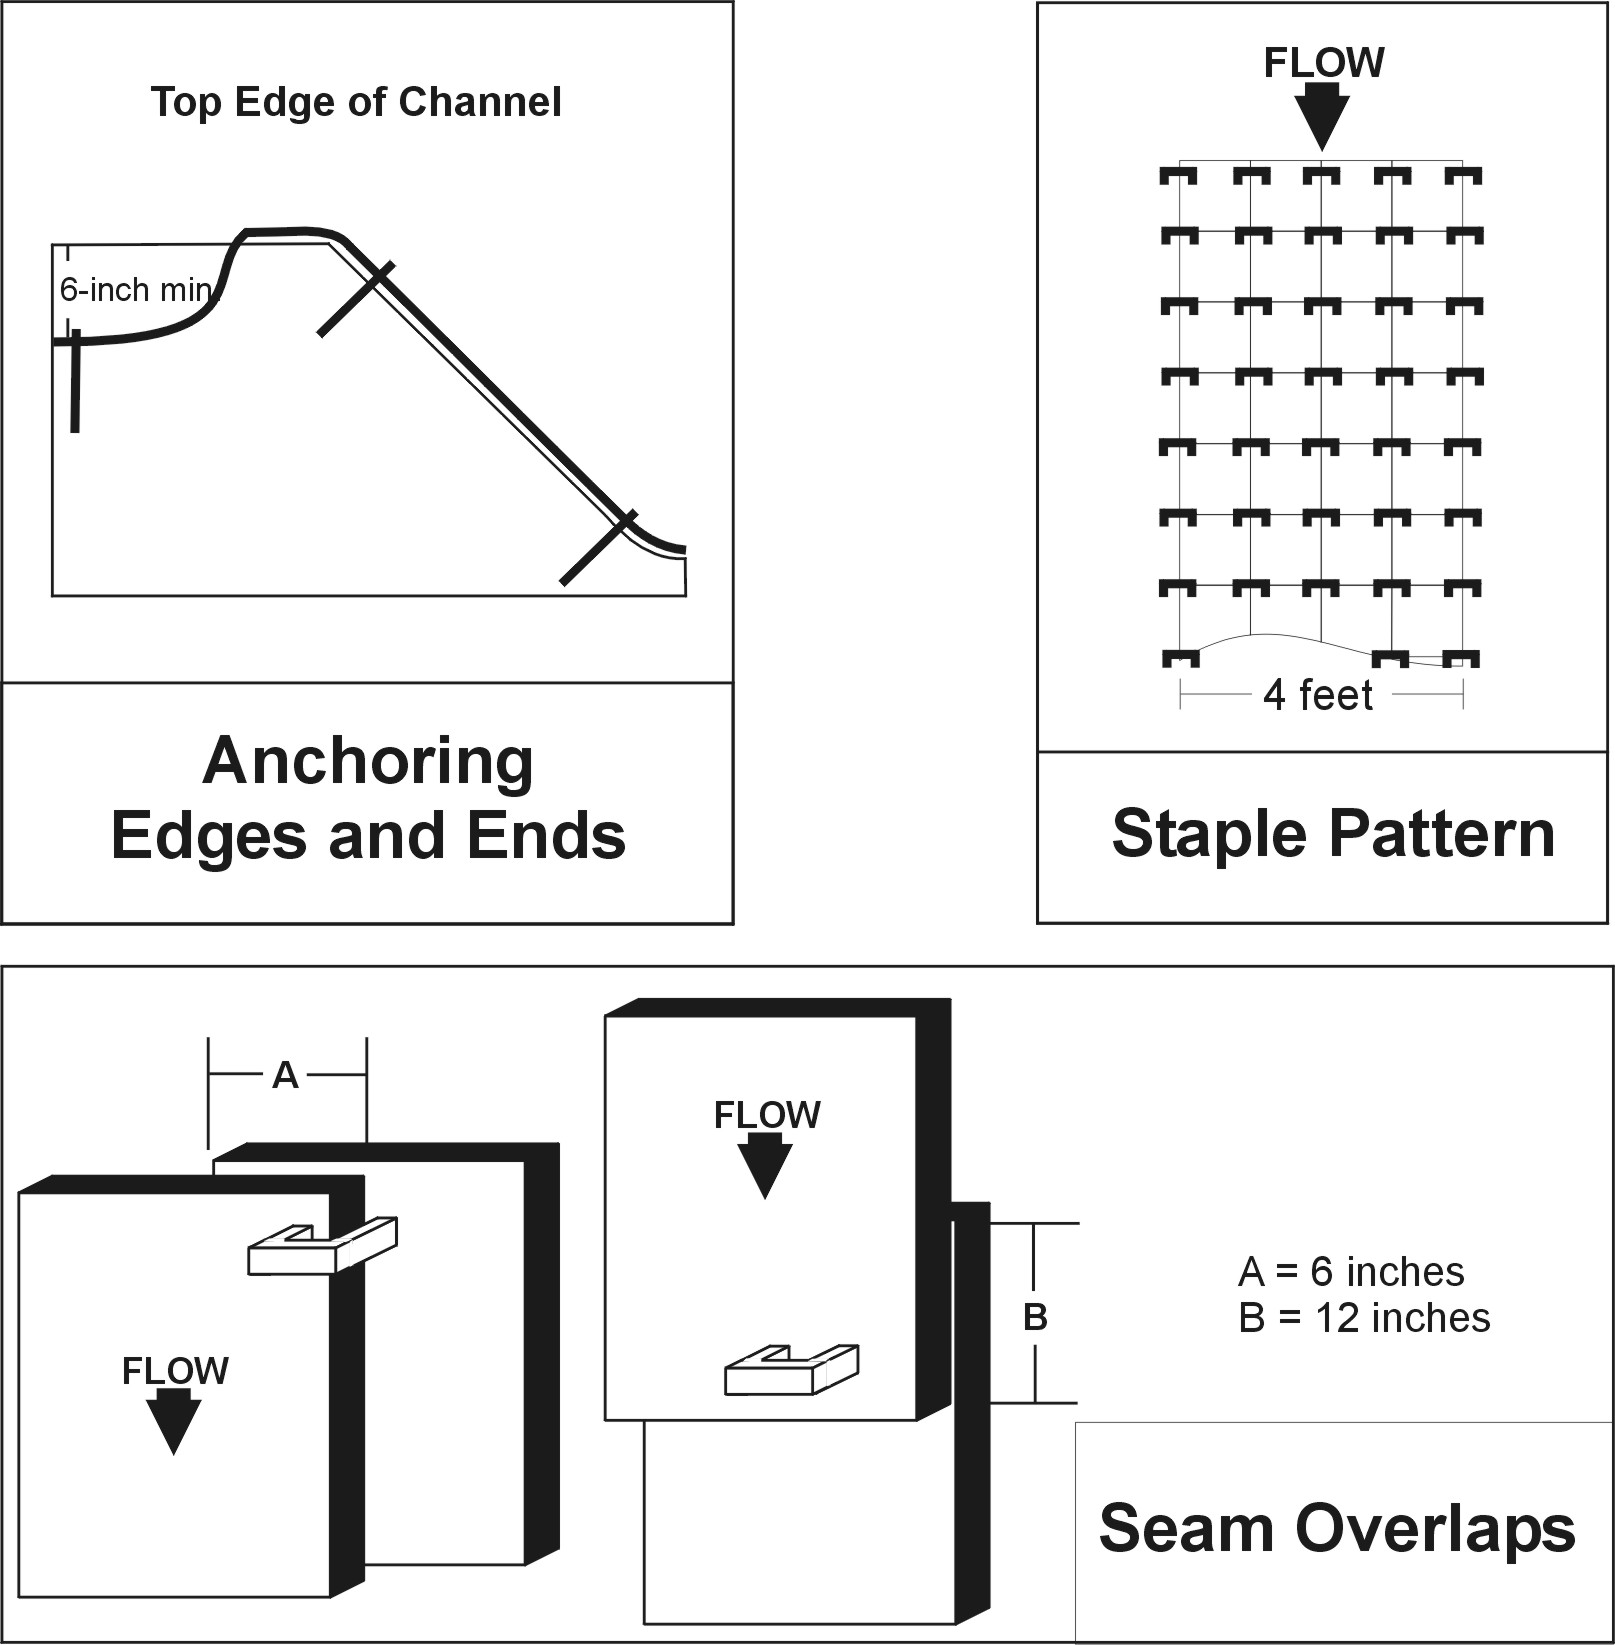 Top Edge of Channel
6-inch min.
Anchoring
Edges and Ends
FLOW
4 feet
Staple Pattern
A
FLOW
FLOW
B
A = 6 inches
B = 12 inches
Seam Overlaps